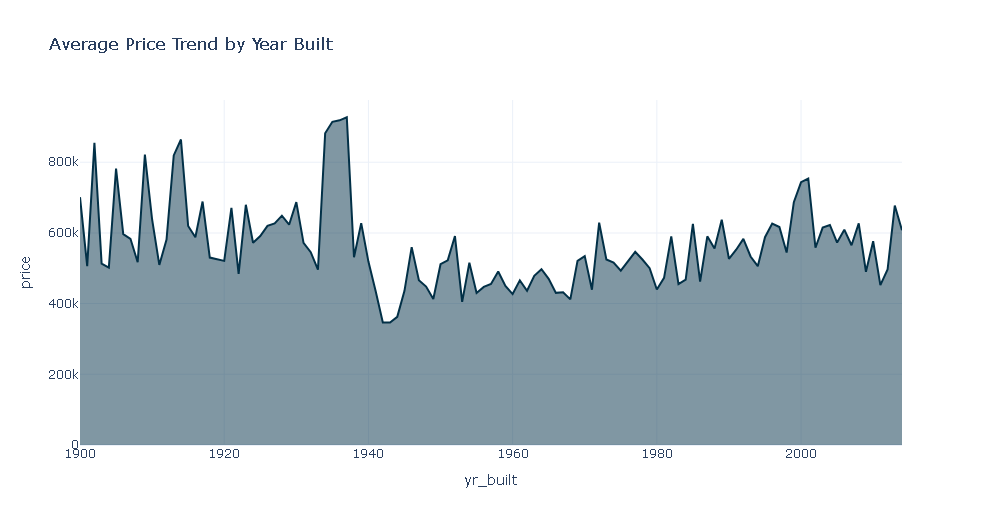 Average Price Trend by Year Built
price
800k
600k
400k
200k
0
1900 1920 1940 1960 1980 2000
yr_built